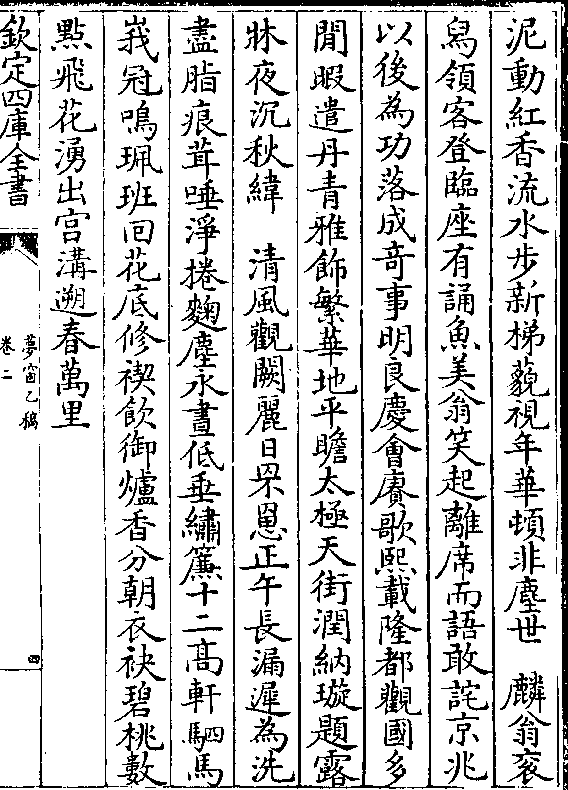 泥動紅香流水步新梯藐視年華頓非塵世　麟翁衮
舄領客登臨座有誦魚美翁笑起離席而語敢詫京兆
以後為功落成奇事明良慶會賡歌熙載隆都觀國多
閒暇遣丹青雅飾繁華地平瞻太極天街潤納璇題露
牀夜沉秋緯　清風觀闕麗日罘罳正午長漏遲為洗
盡脂痕茸唾淨捲麴塵永晝低垂繡簾十二高軒駟馬
峩冠鳴珮班回花底修禊飲御爐香分朝衣袂碧桃數
點飛花湧出宫溝遡春萬里
欽定四庫全書
夢窗乙稿
卷二
四